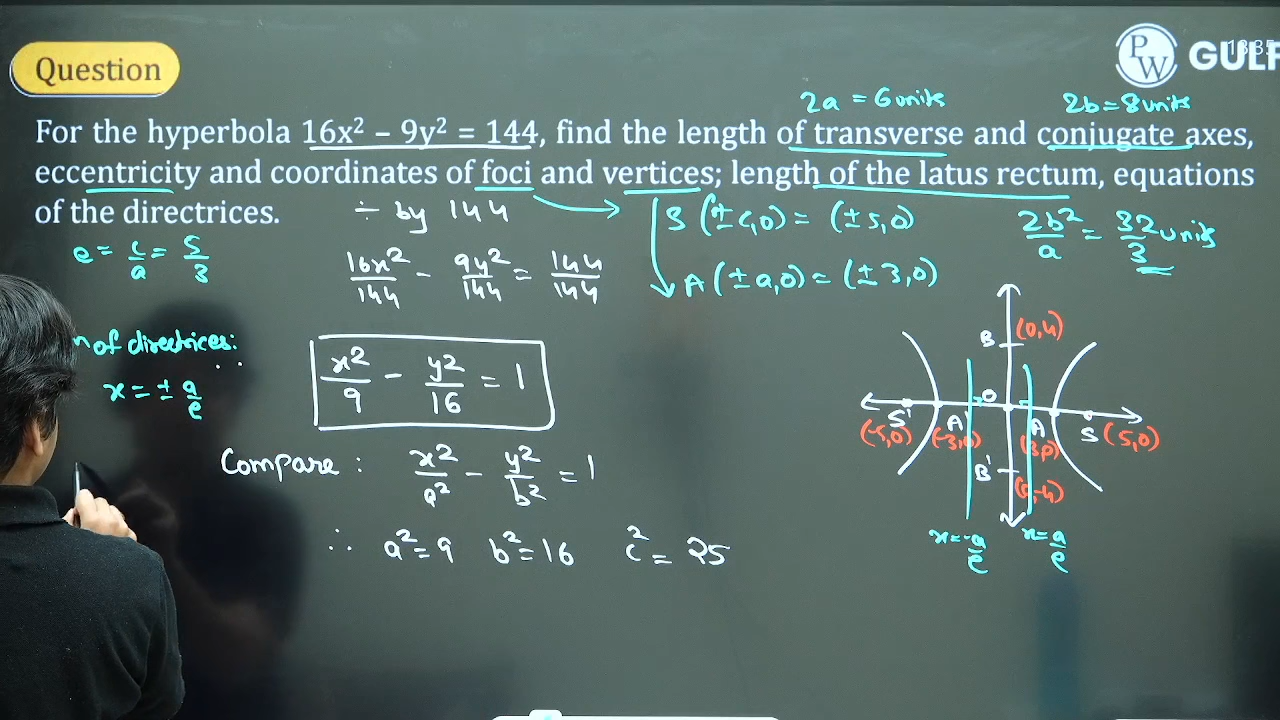 Question
PW GULF
2a = 6 units
2b = 8 units
For the hyperbola 16x² – 9y² = 144, find the length of transverse and conjugate axes,
eccentricity and coordinates of foci and vertices; length of the latus rectum, equations
of the directrices.
÷ by 144
S (±c,0) = (±5,0)
2b²/a = 32/3 units
e = c/a = 5/3
16x²/144 - 9y²/144 = 144/144
A (±a,0) = (±3,0)
n of directrices:
x = ± a/e
x²/9 - y²/16 = 1
Compare : x²/a² - y²/b² = 1
∴ a² = 9 b² = 16 c² = 25
B (0,4)
S' A' O A S
(-5,0) (-3,0) (3,0) (5,0)
B' (0,-4)
x=-a/e x=a/e